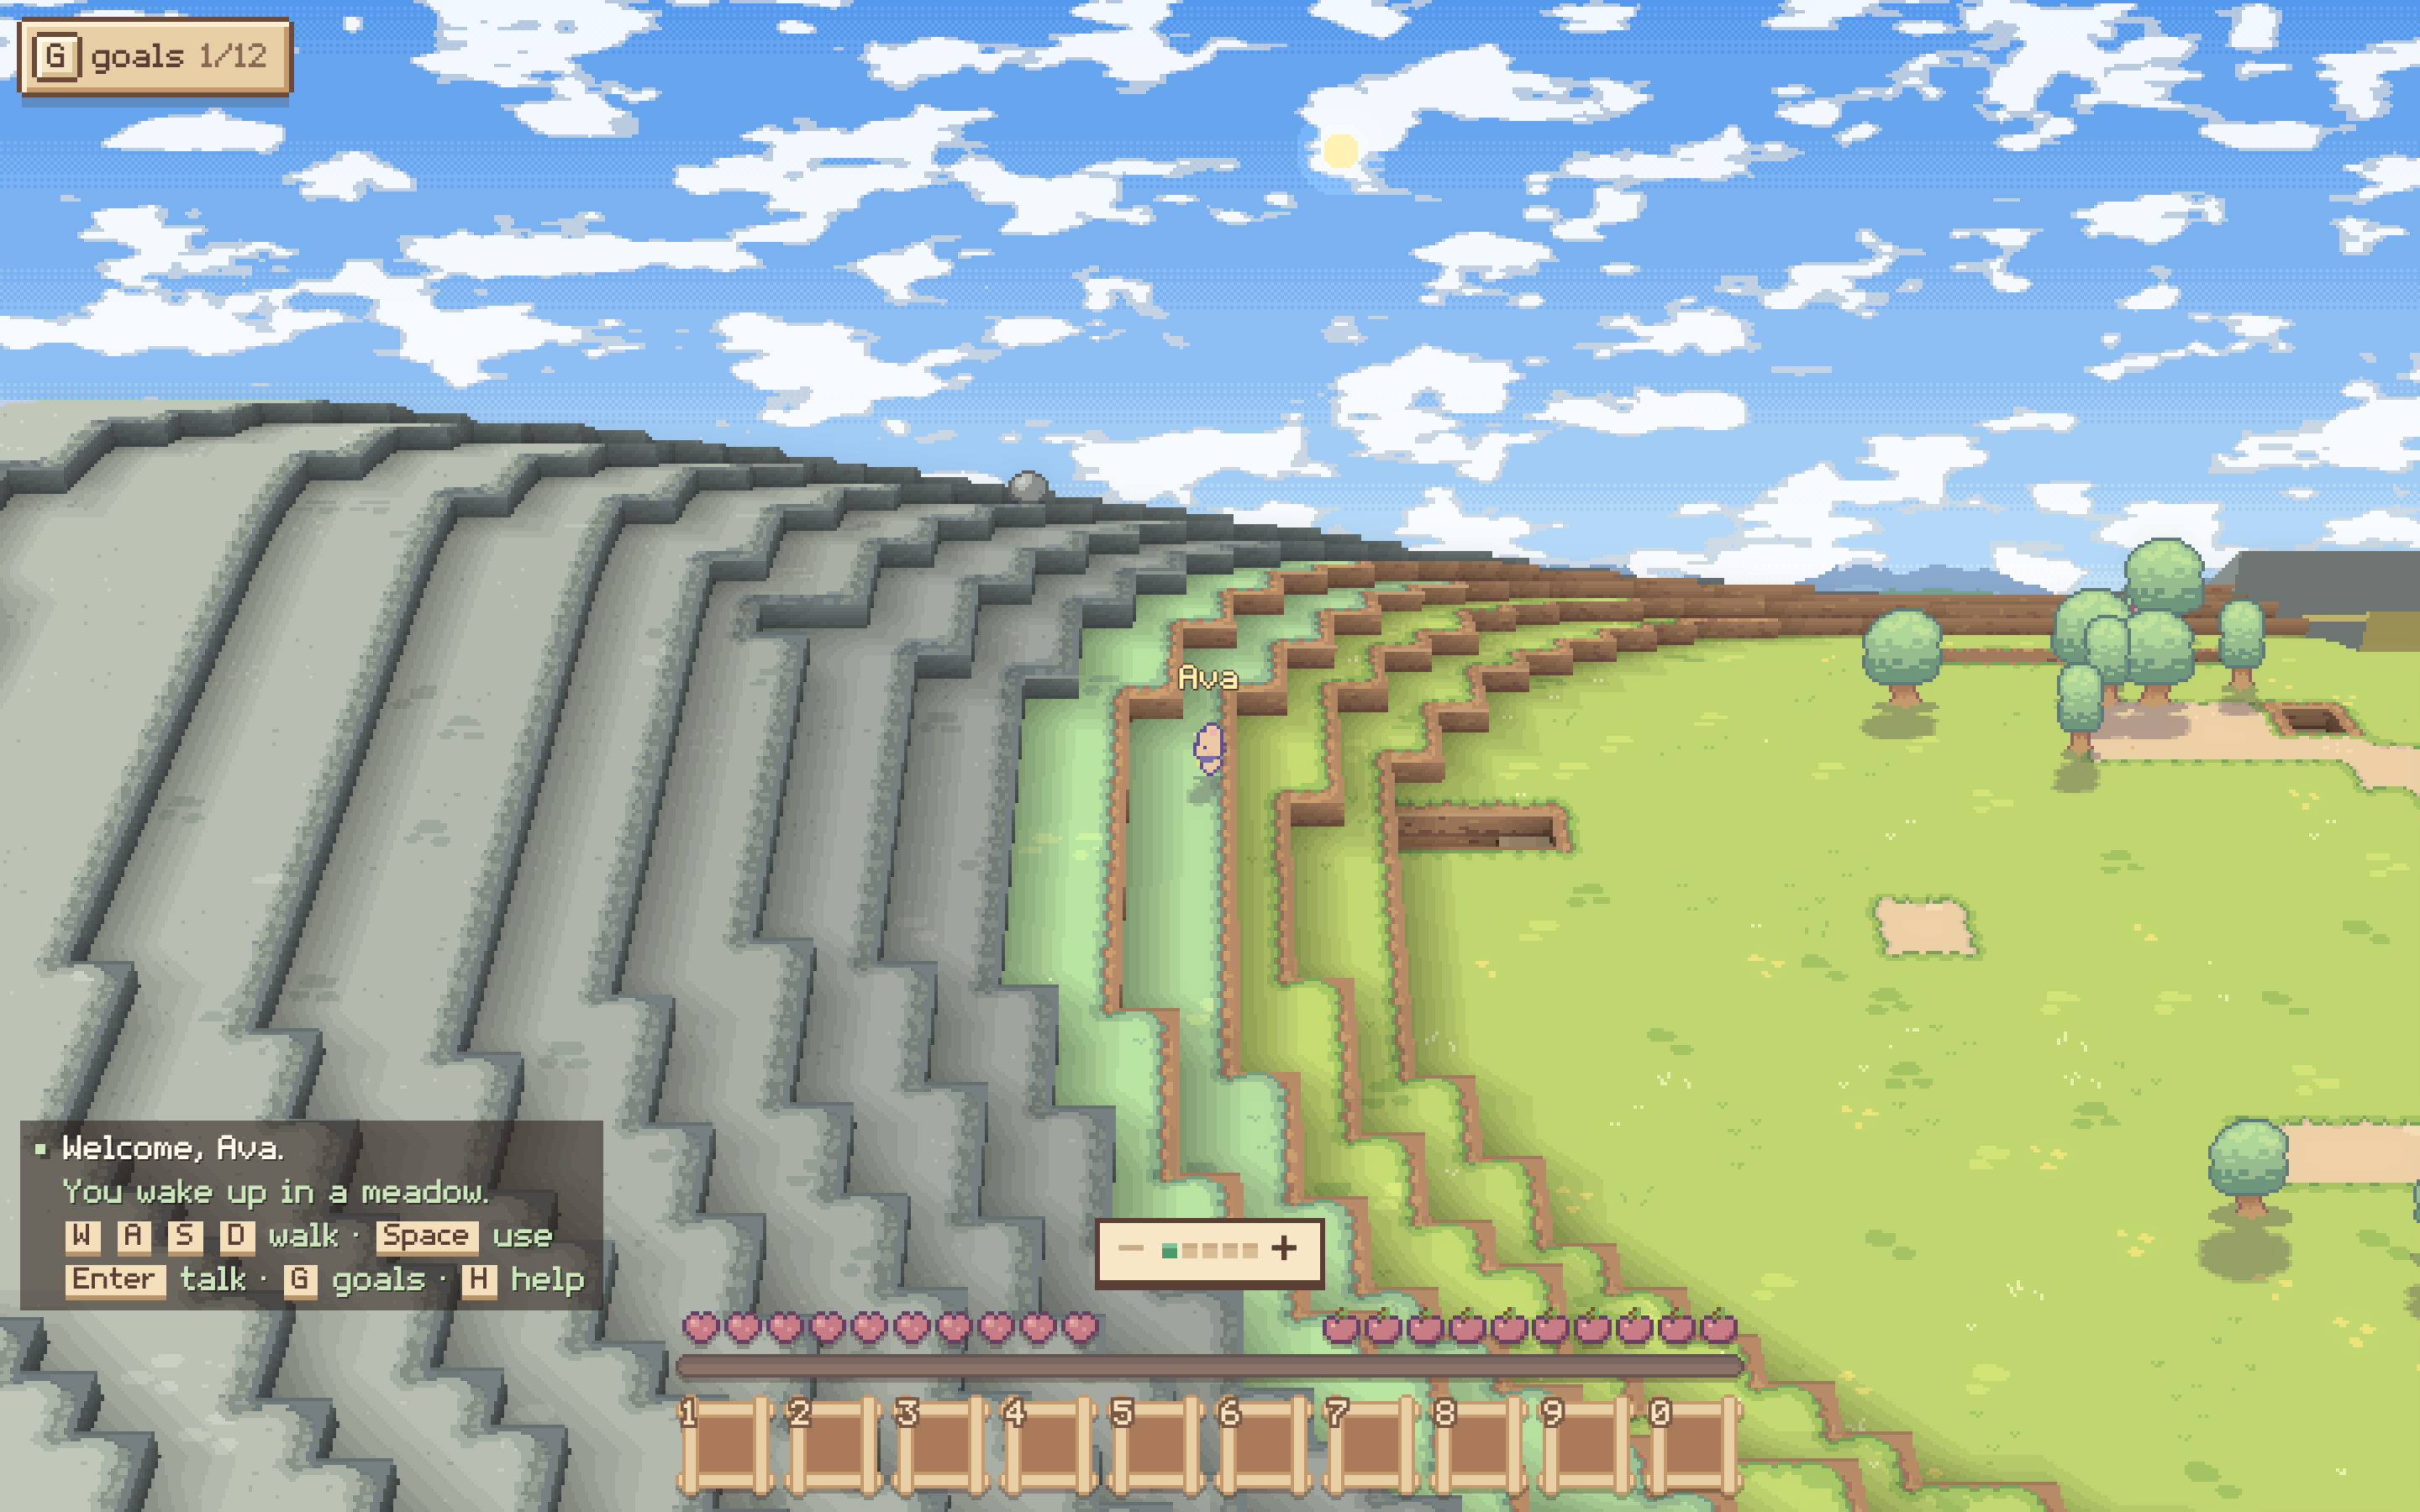 G goals 1/12
Ava
Welcome, Ava.
You wake up in a meadow.
W A S D walk · Space use
Enter talk · G goals · H help
− +
1 2 3 4 5 6 7 8 9 0